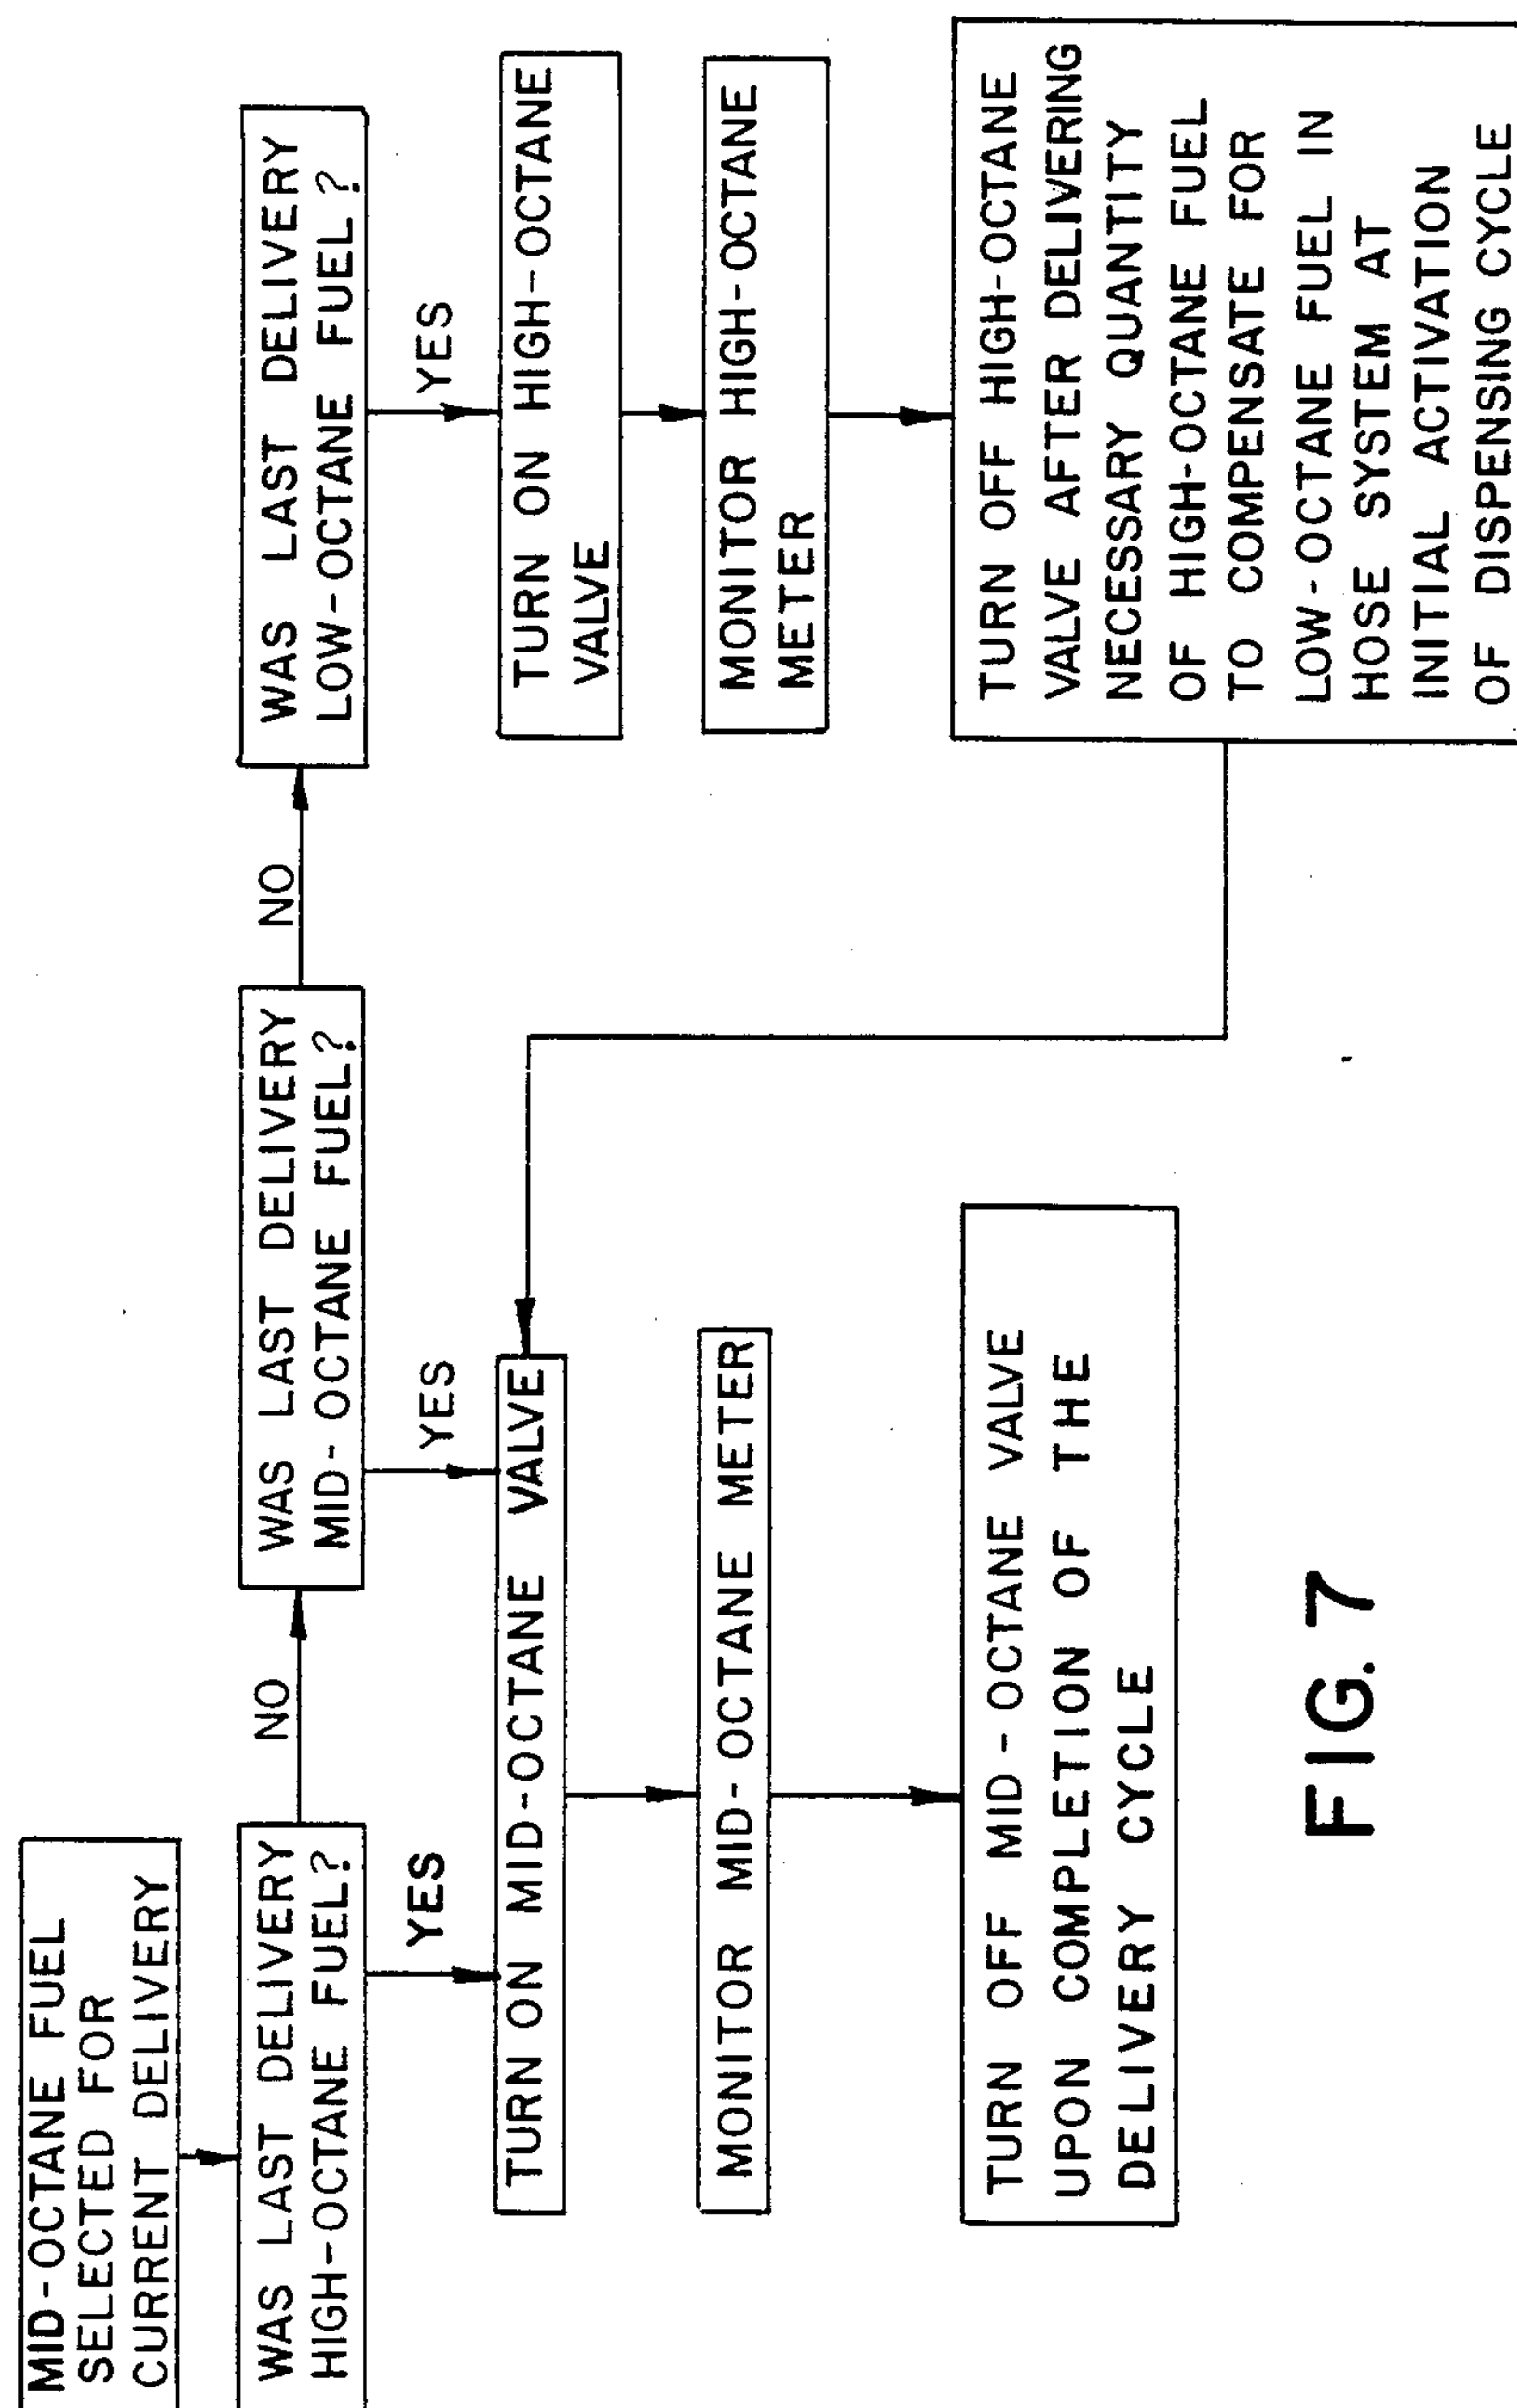 MID-OCTANE FUEL
SELECTED FOR
CURRENT DELIVERY
WAS LAST DELIVERY
HIGH-OCTANE FUEL?
NO
WAS LAST DELIVERY
MID-OCTANE FUEL?
NO
WAS LAST DELIVERY
LOW-OCTANE FUEL?
YES
YES
YES
TURN ON MID-OCTANE VALVE
TURN ON HIGH-OCTANE
VALVE
MONITOR MID-OCTANE METER
MONITOR HIGH-OCTANE
METER
TURN OFF MID-OCTANE VALVE
UPON COMPLETION OF THE
DELIVERY CYCLE
TURN OFF HIGH-OCTANE
VALVE AFTER DELIVERING
NECESSARY QUANTITY
OF HIGH-OCTANE FUEL
TO COMPENSATE FOR
LOW-OCTANE FUEL IN
HOSE SYSTEM AT
INITIAL ACTIVATION
OF DISPENSING CYCLE
FIG. 7